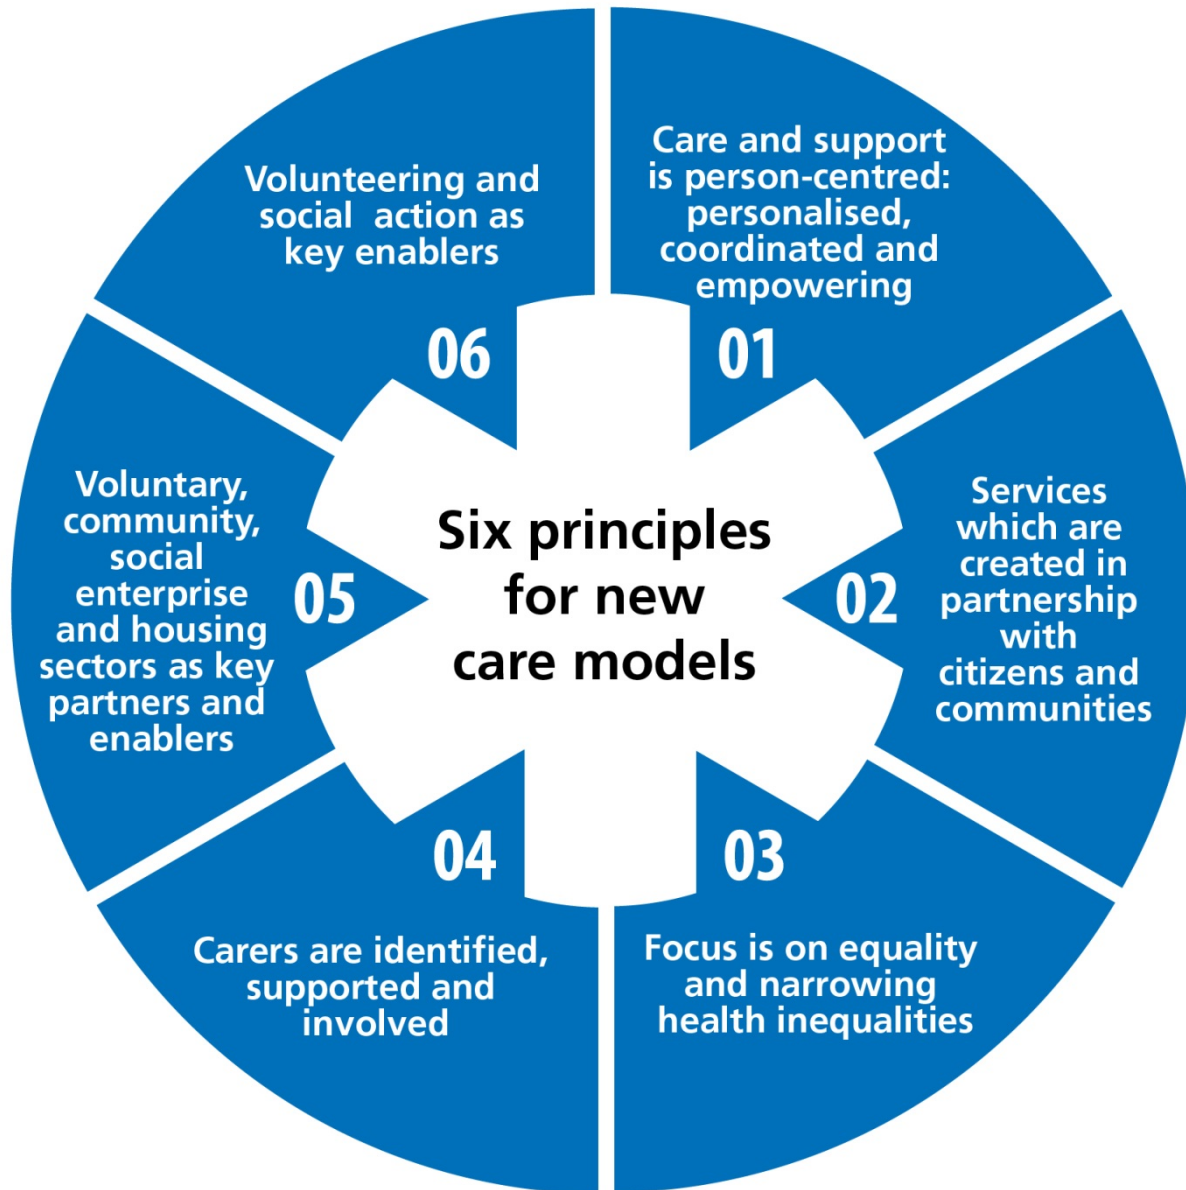 Six principles
for new
care models
Care and support
is person-centred:
personalised,
coordinated and
empowering
01
Services
which are
created in
partnership
with
citizens and
communities
02
Focus is on equality
and narrowing
health inequalities
03
Carers are identified,
supported and
involved
04
Voluntary,
community,
social
enterprise
and housing
sectors as key
partners and
enablers
05
Volunteering and
social  action as
key enablers
06